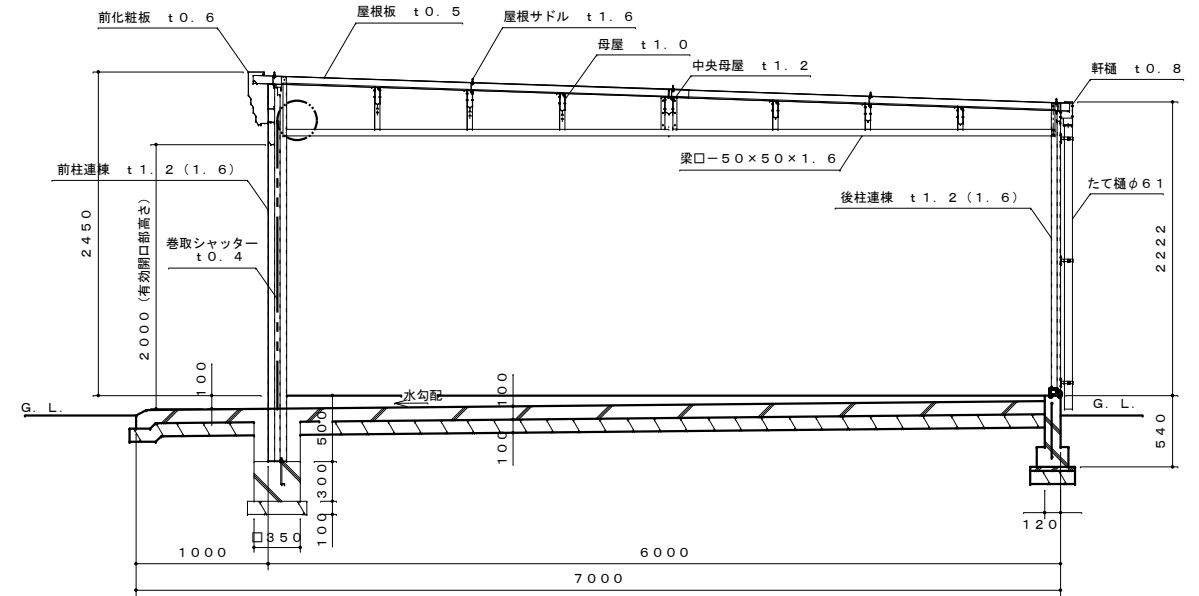 前化粧板 ｔ０．６
屋根板 ｔ０．５
屋根サドル ｔ１．６
母屋 ｔ１．０
中央母屋 ｔ１．２
軒樋 ｔ０．８
前柱連棟 ｔ１．２（１．６）
梁口－５０×５０×１．６
後柱連棟 ｔ１．２（１．６）
たて樋φ６１
巻取シャッター
ｔ０．４
２４５０
２０００（有効開口部高さ）
２２２２
１００
水勾配
１００
１００
Ｇ．Ｌ．
Ｇ．Ｌ．
５００
３００
１００
５４０
□３５０
１２０
１０００
６０００
７０００